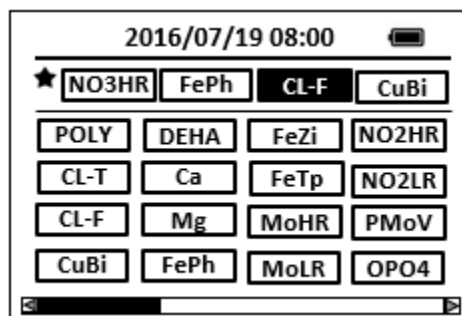 2016/07/19 08:00
NO3HR FePh CL-F CuBi
POLY DEHA FeZi NO2HR
CL-T Ca FeTp NO2LR
CL-F Mg MoHR PMoV
CuBi FePh MoLR OPO4